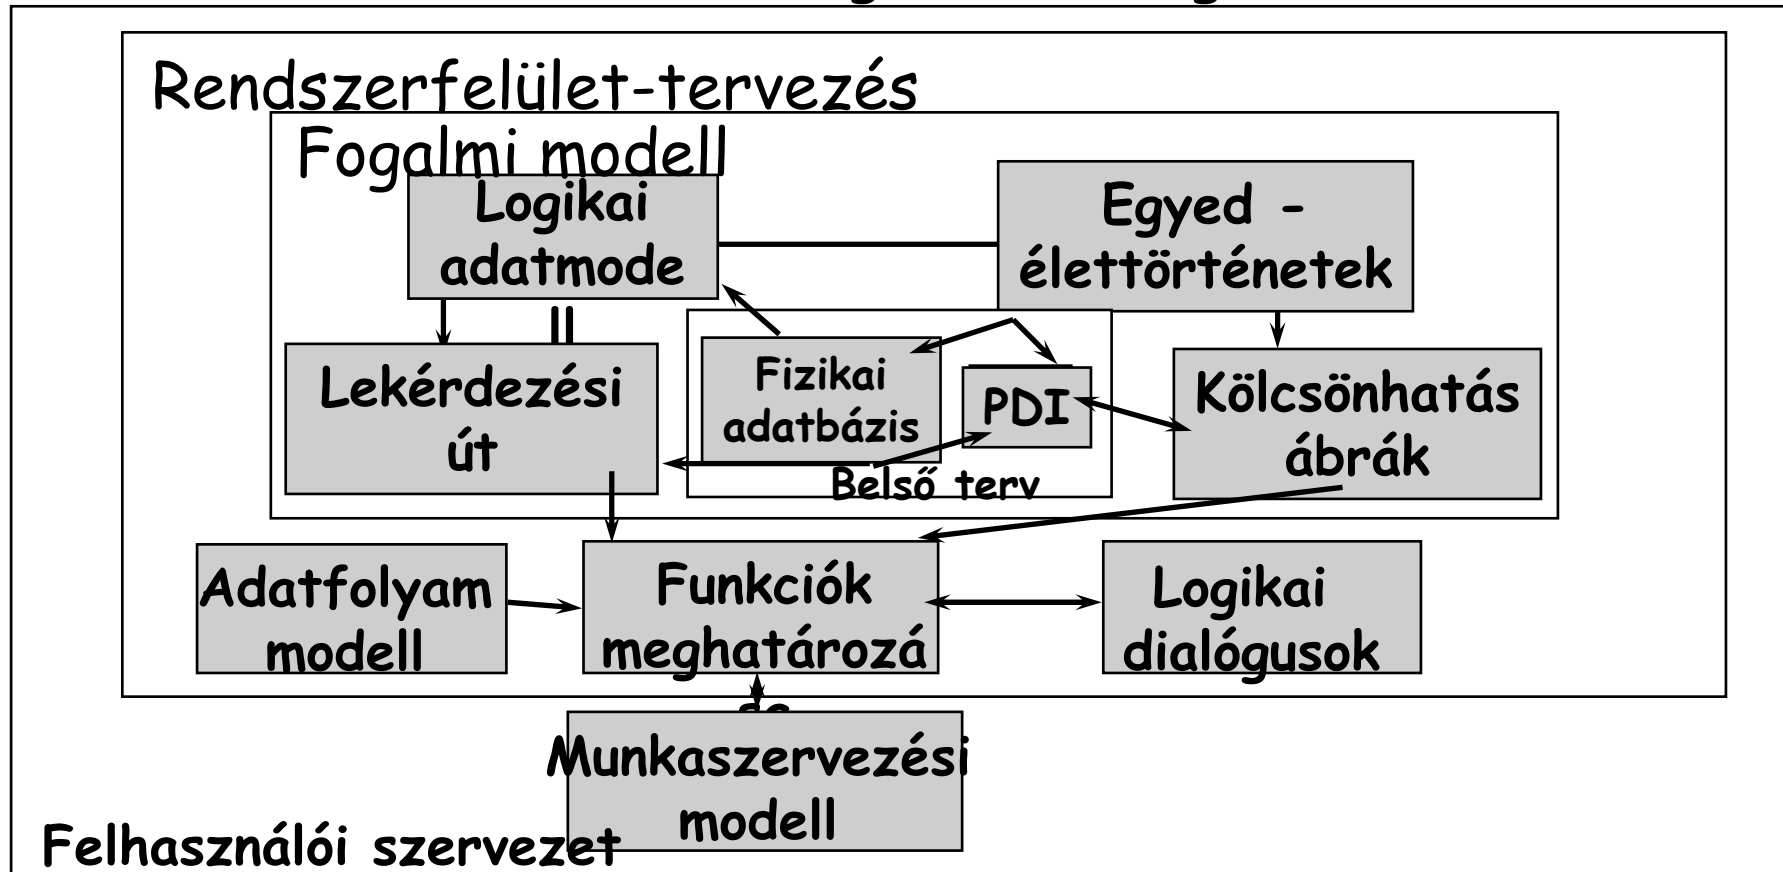 Rendszerfelület-tervezés
Fogalmi modell
Logikai
adatmode
ll
Egyed -
élettörténetek
Lekérdezési
út
Fizikai
adatbázis
PDI
Belső terv
Kölcsönhatás
ábrák
Adatfolyam
modell
Funkciók
meghatározá
Logikai
dialógusok
Munkaszervezési
modell
Felhasználói szervezet